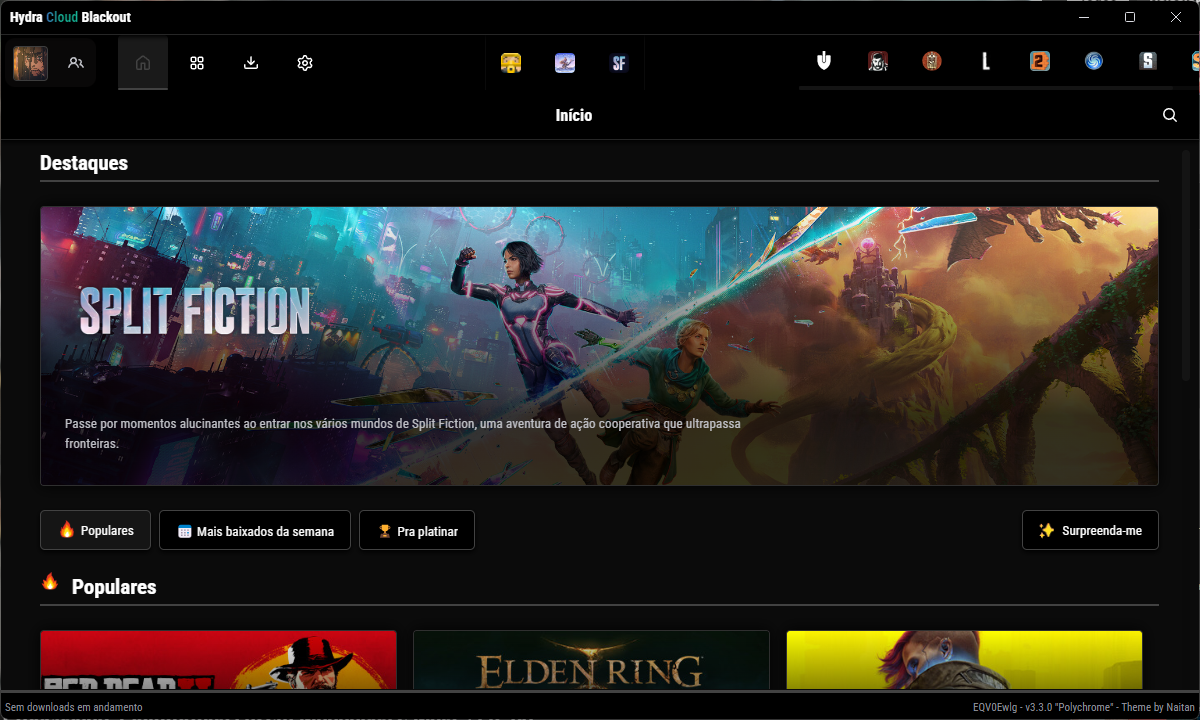 Hydra Cloud Blackout
SF
L
2
S
Início
Destaques
SPLIT FICTION
Passe por momentos alucinantes ao entrar nos vários mundos de Split Fiction, uma aventura de ação cooperativa que ultrapassa
fronteiras.
Populares
Mais baixados da semana
Pra platinar
Surpreenda-me
Populares
RED DEAD
ELDEN RING
Sem downloads em andamento
EQV0Ewlg - v3.3.0 "Polychrome" - Theme by Naitan